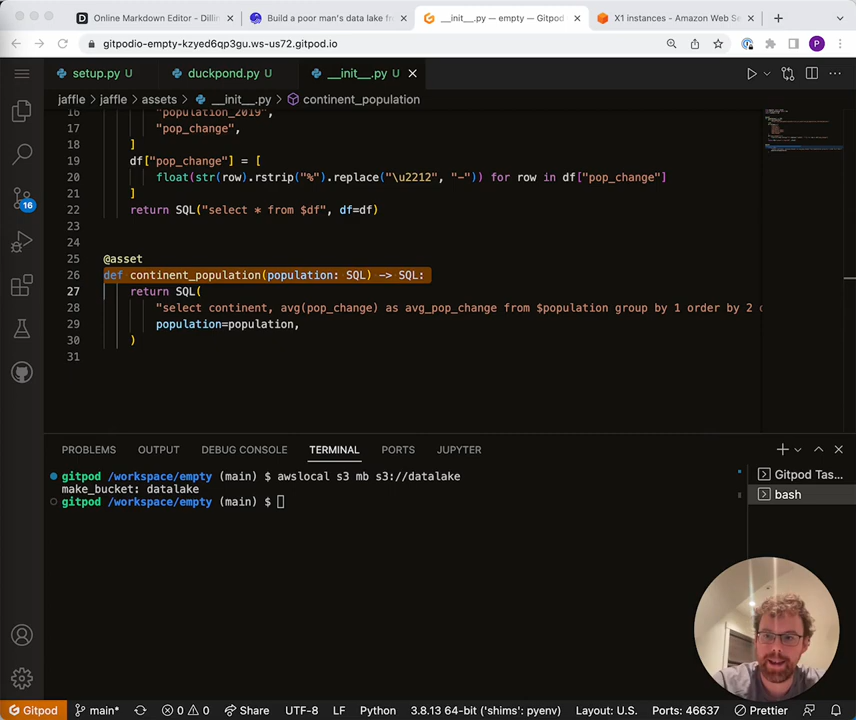 Online Markdown Editor - Dillin
Build a poor man's data lake fr
__init__.py — empty — Gitpod
X1 instances - Amazon Web Se
gitpodio-empty-kzyed6qp3gu.ws-us72.gitpod.io
P
setup.py U
duckpond.py U
__init__.py U
jaffle > jaffle > assets > __init__.py > continent_population
16 "population_2019",
17 "pop_change",
18 ]
19 df["pop_change"] = [
20 float(str(row).rstrip("%").replace("\u2212", "-")) for row in df["pop_change"]
21 ]
22 return SQL("select * from $df", df=df)
23
24
25 @asset
26 def continent_population(population: SQL) -> SQL:
27 return SQL(
28 "select continent, avg(pop_change) as avg_pop_change from $population group by 1 order by 2
29 population=population,
30 )
31
16
PROBLEMS OUTPUT DEBUG CONSOLE TERMINAL PORTS JUPYTER
gitpod /workspace/empty (main) $ awslocal s3 mb s3://datalake
make_bucket: datalake
gitpod /workspace/empty (main) $
Gitpod Tas...
bash
Gitpod main* 0 0 Share UTF-8 LF Python 3.8.13 64-bit ('shims': pyenv) Layout: U.S. Ports: 46637 Prettier